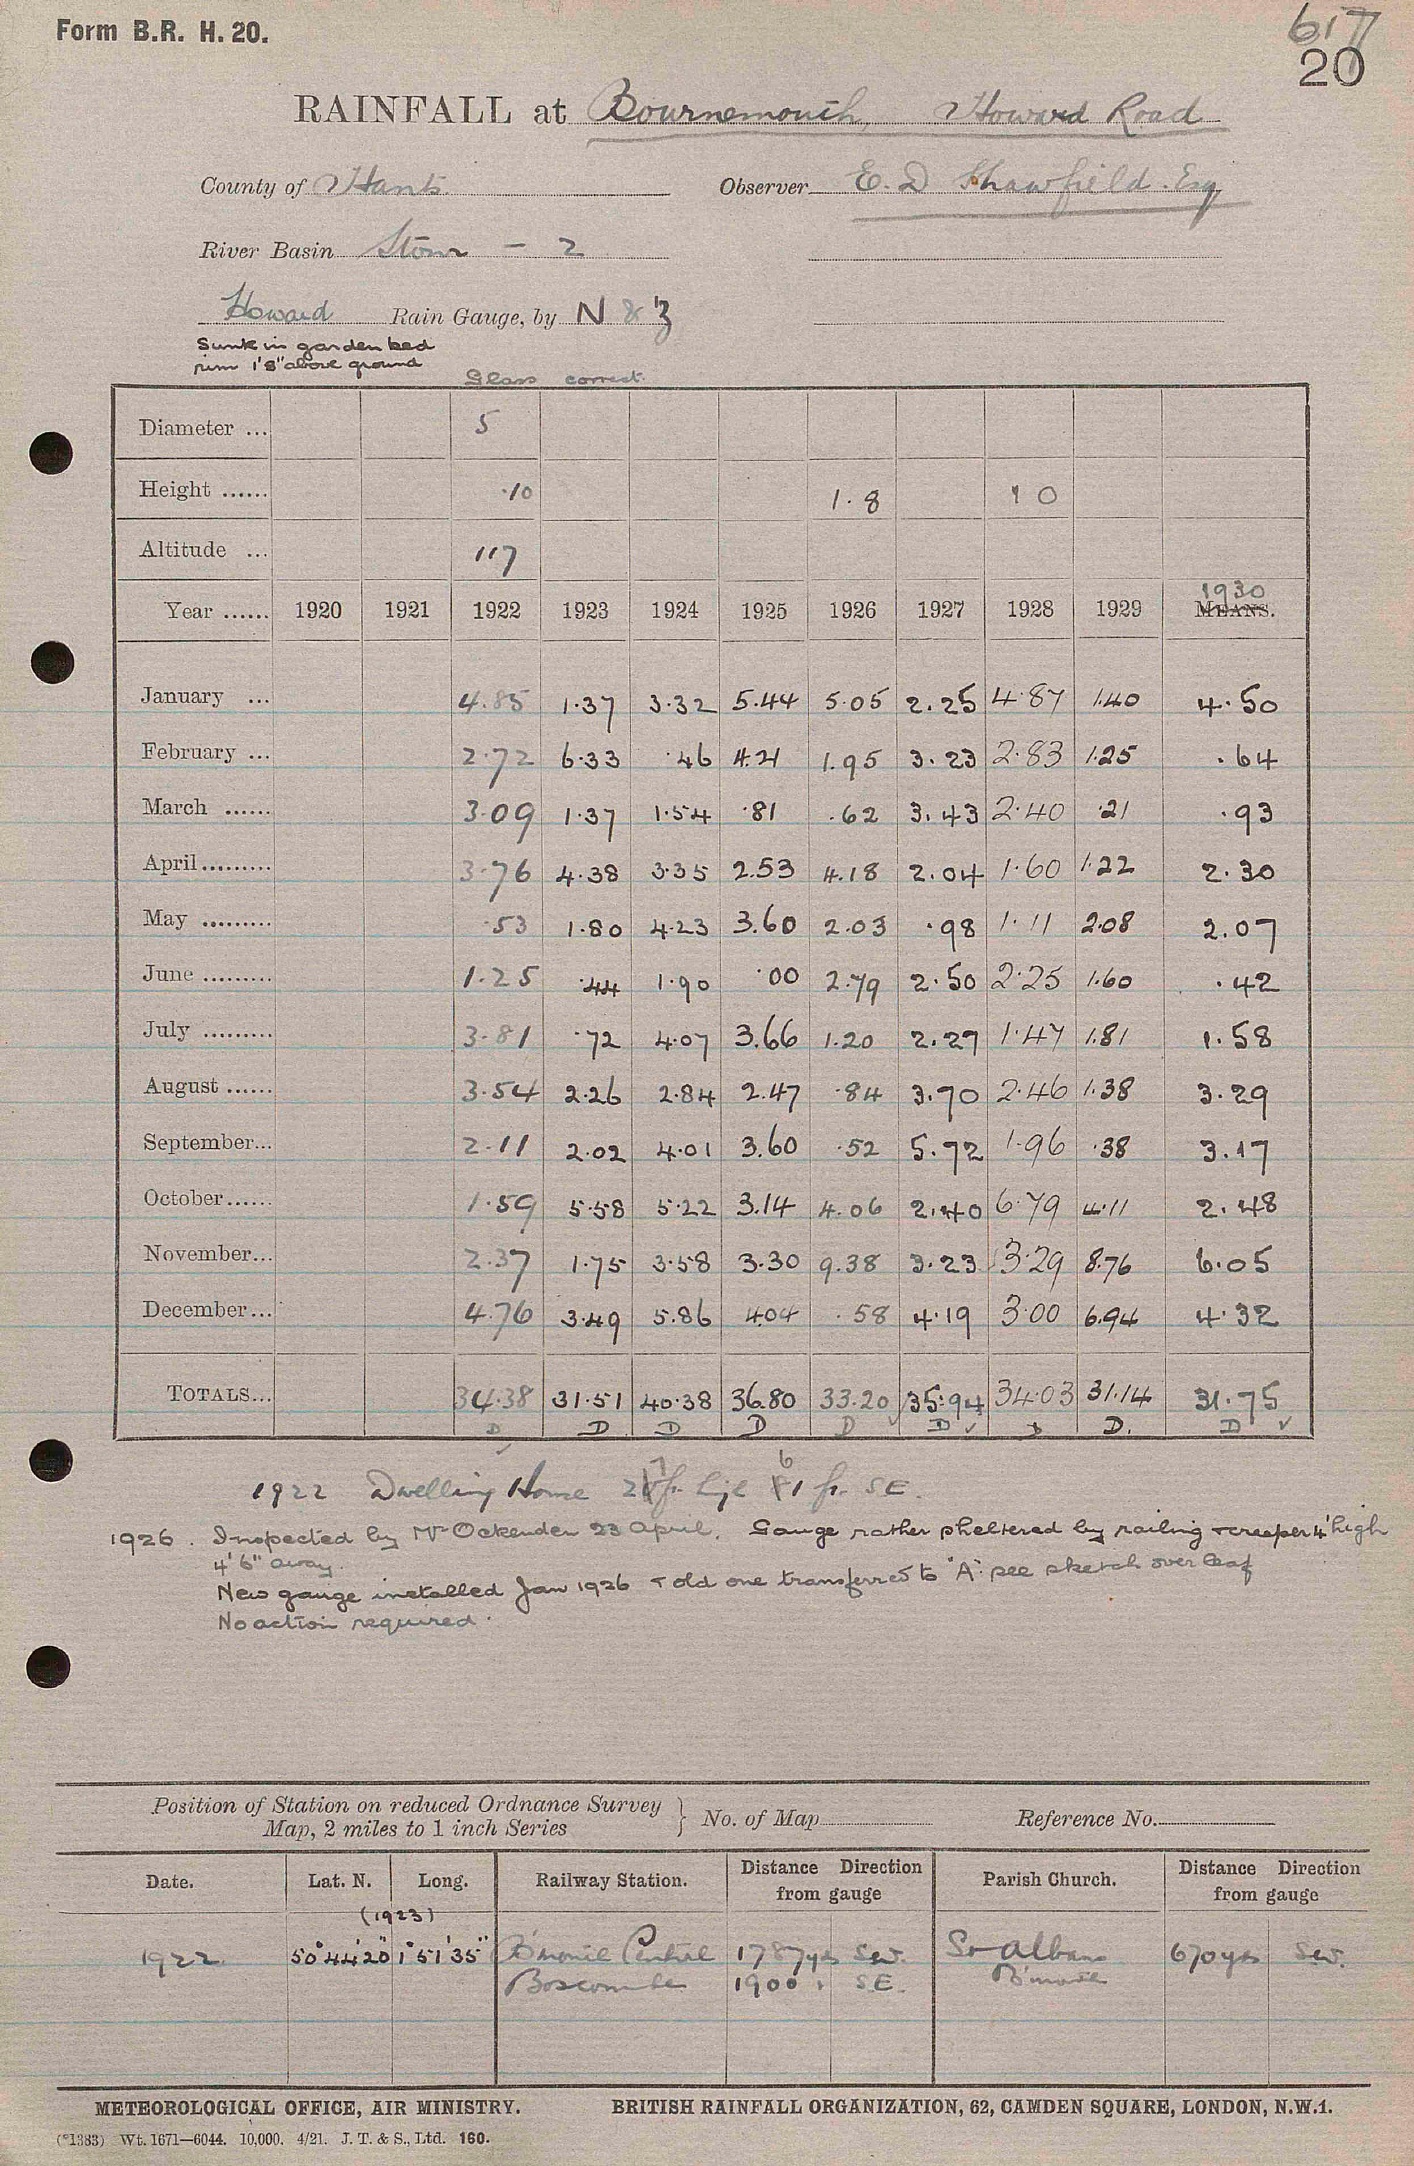 Form B.R. H. 20.
617
20
RAINFALL at Bournemouth, Howard Road
County of Hants. Observer E. D Shawfield. Esq
River Basin Stour - 2
Howard Rain Gauge, by N & Z
Sunk in garden bed
rim 1'8" above ground
Glass correct.
Diameter ... 5
Height ...... ·10 1·8 1 0
Altitude ... 117
Year ...... 1920 1921 1922 1923 1924 1925 1926 1927 1928 1929 MEANS. 1930
January ... 4.85 1·37 3·32 5.44 5·05 2.25 4·87 1.40 4·50
February ... 2·72 6·33 ·46 4.21 1.95 3.23 2·83 1·25 ·64
March ...... 3·09 1·37 1·54 ·81 ·62 3.43 2·40 ·21 ·93
April ......... 3·76 4·38 3·35 2.53 4.18 2.04 1·60 1·22 2·30
May ......... ·53 1·80 4·23 3.60 2·03 ·98 1·11 2.08 2.07
June ......... 1·25 ·44 1·90 ·00 2.79 2·50 2·25 1·60 ·42
July ......... 3·81 ·72 4·07 3.66 1·20 2.27 1·47 1.81 1·58
August ...... 3·54 2·26 2·84 2·47 ·84 3.70 2·46 1·38 3·29
September... 2·11 2·02 4·01 3.60 ·52 5·72 1·96 ·38 3·17
October...... 1·59 5·58 5·22 3·14 4·06 2.40 6·79 4·11 2·48
November... 2·37 1·75 3·58 3·30 9.38 3·23 3·29 8.76 6·05
December... 4·76 3·49 5·86 4.04 ·58 4·19 3·00 6.94 4·32
TOTALS... 34·38 31·51 40·38 36.80 33·20 35·94 34·03 31·14 31·75
D D D D D D D D. D
1922 Dwelling House 27 ft. high 61 ft. SE.
1926. Inspected by Mr Ockenden 23 April. Gauge rather sheltered by railing + creeper 4' high
4' 6" away.
New gauge installed Jan 1926 + old one transferred to "A" see sketch over leaf
No action required.
Position of Station on reduced Ordnance Survey
Map, 2 miles to 1 inch Series
No. of Map Reference No.
Date. Lat. N. Long. Railway Station. Distance Direction from gauge Parish Church. Distance Direction from gauge
(1923)
1922 50°44'20" 1°51'35" B'mouth Central 1787yds SW. St Albans 670yds SW.
Boscombe 1900 " S.E. B'mouth
METEOROLOGICAL OFFICE, AIR MINISTRY. BRITISH RAINFALL ORGANIZATION, 62, CAMDEN SQUARE, LONDON, N.W.1.
(*1383) Wt. 1671—6044. 10,000. 4/21. J. T. & S., Ltd. 160.